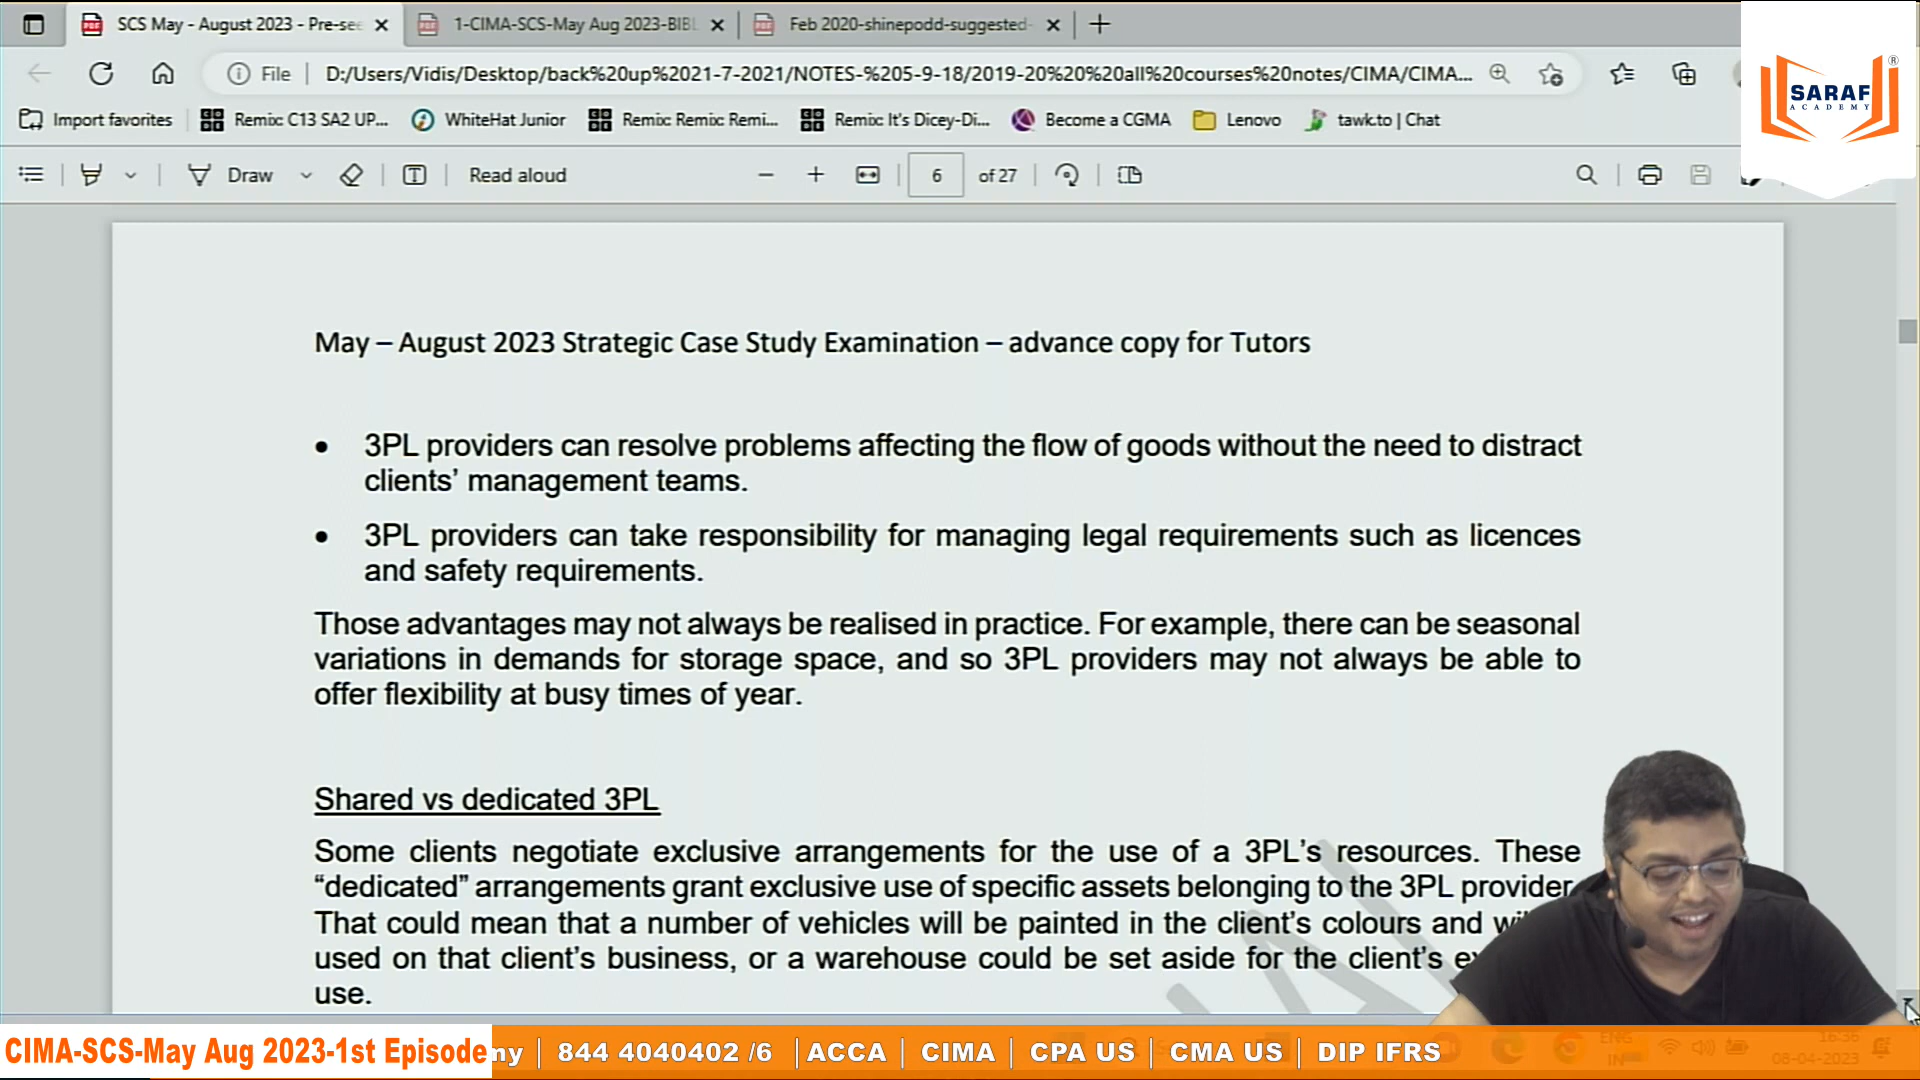 SCS May - August 2023 - Pre-see
1-CIMA-SCS-May Aug 2023-BIBL
Feb 2020-shinepodd-suggested-
File
D:/Users/Vidis/Desktop/back%20up%2021-7-2021/NOTES-%205-9-18/2019-20%20%20all%20courses%20notes/CIMA/CIMA...
SARAF
ACADEMY
®
Import favorites
Remix: C13 SA2 UP...
WhiteHat Junior
Remix: Remix: Remi...
Remix: It's Dicey-Di...
Become a CGMA
Lenovo
tawk.to | Chat
Draw
Read aloud
6
of 27
May – August 2023 Strategic Case Study Examination – advance copy for Tutors
• 3PL providers can resolve problems affecting the flow of goods without the need to distract
clients’ management teams.
• 3PL providers can take responsibility for managing legal requirements such as licences
and safety requirements.
Those advantages may not always be realised in practice. For example, there can be seasonal
variations in demands for storage space, and so 3PL providers may not always be able to
offer flexibility at busy times of year.
Shared vs dedicated 3PL
Some clients negotiate exclusive arrangements for the use of a 3PL’s resources. These
“dedicated” arrangements grant exclusive use of specific assets belonging to the 3PL provider.
That could mean that a number of vehicles will be painted in the client’s colours and
used on that client’s business, or a warehouse could be set aside for the client’s
use.
CIMA-SCS-May Aug 2023-1st Episode
my | 844 4040402 /6 | ACCA | CIMA | CPA US | CMA US | DIP IFRS
ENG
IN
16:36
08-04-2023